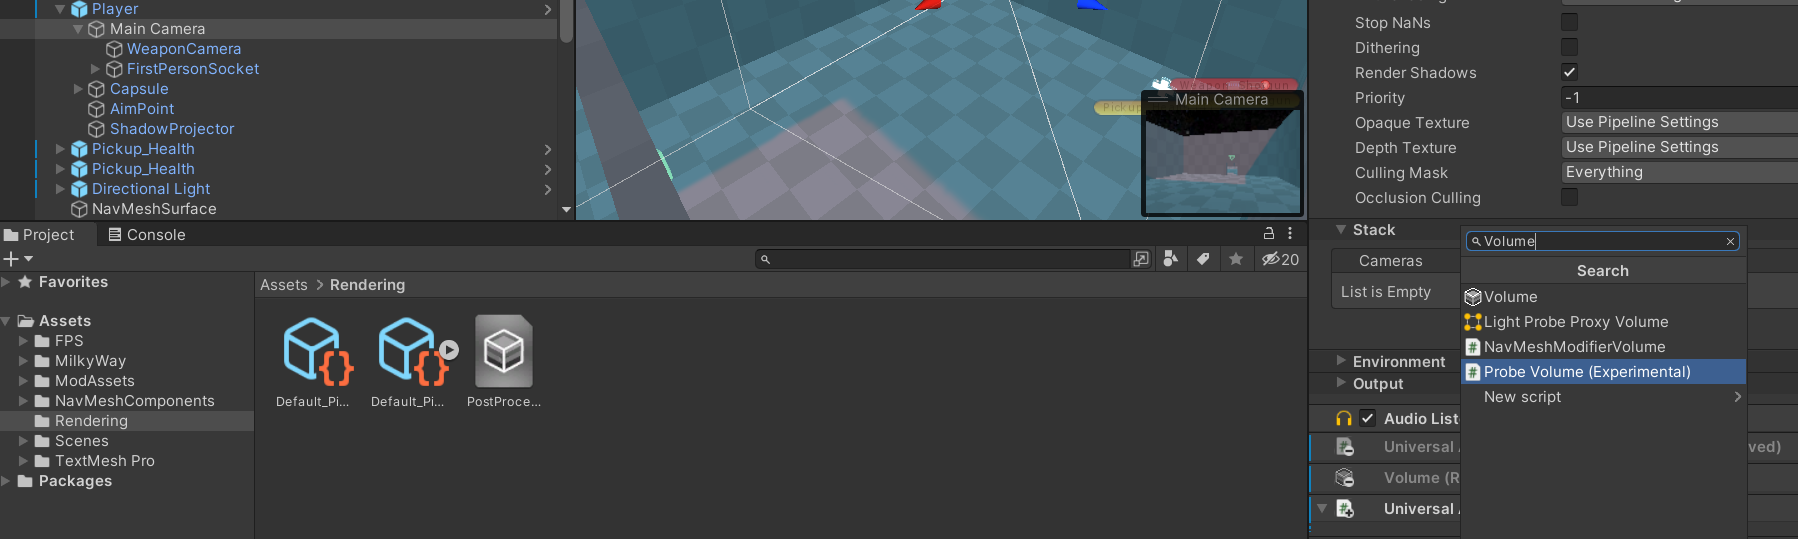 Player
Main Camera
WeaponCamera
FirstPersonSocket
Capsule
AimPoint
ShadowProjector
Pickup_Health
Pickup_Health
Directional Light
NavMeshSurface
Weapon Shotgun
Pickup
Main Camera
Stop NaNs
Dithering
Render Shadows
Priority -1
Opaque Texture Use Pipeline Settings
Depth Texture Use Pipeline Settings
Culling Mask Everything
Occlusion Culling
Stack
Cameras
List is Empty
Environment
Output
Audio List
Universal
ved)
Volume (R
Universal
Volume
Search
Volume
Light Probe Proxy Volume
NavMeshModifierVolume
Probe Volume (Experimental)
New script
Project Console
20
Favorites
Assets
FPS
MilkyWay
ModAssets
NavMeshComponents
Rendering
Scenes
TextMesh Pro
Packages
Assets > Rendering
Default_Pi... Default_Pi... PostProce...